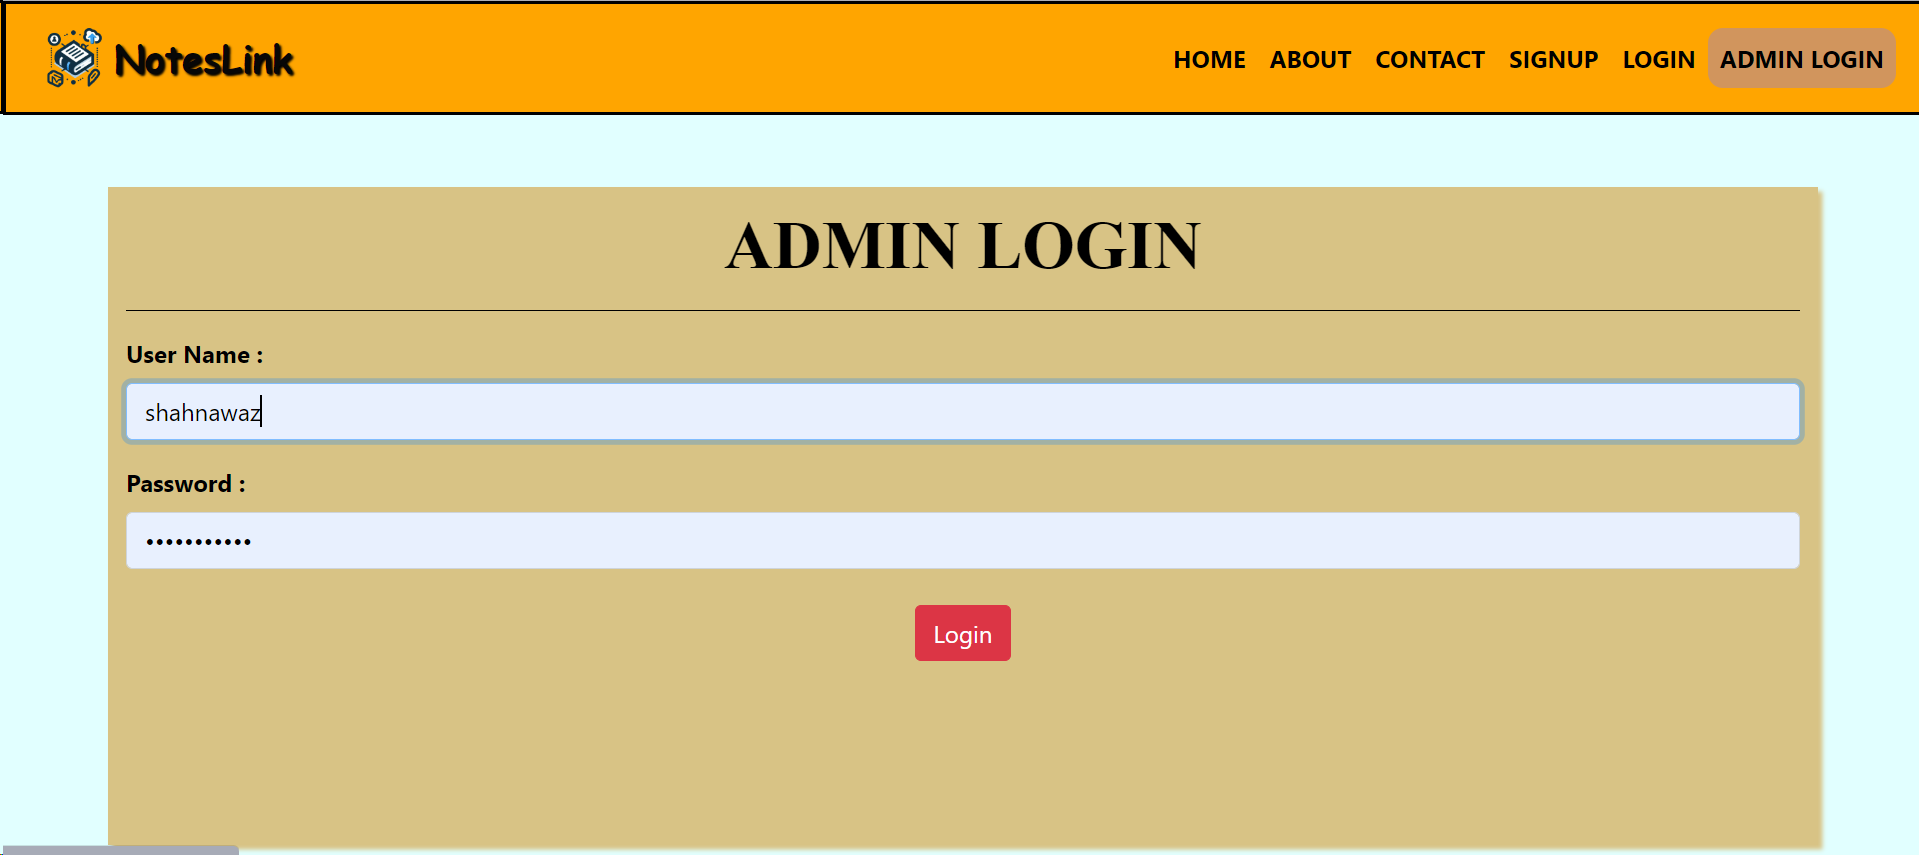 NotesLink
HOME ABOUT CONTACT SIGNUP LOGIN ADMIN LOGIN
ADMIN LOGIN
User Name :
shahnawaz
Password :
•••••••••••
Login